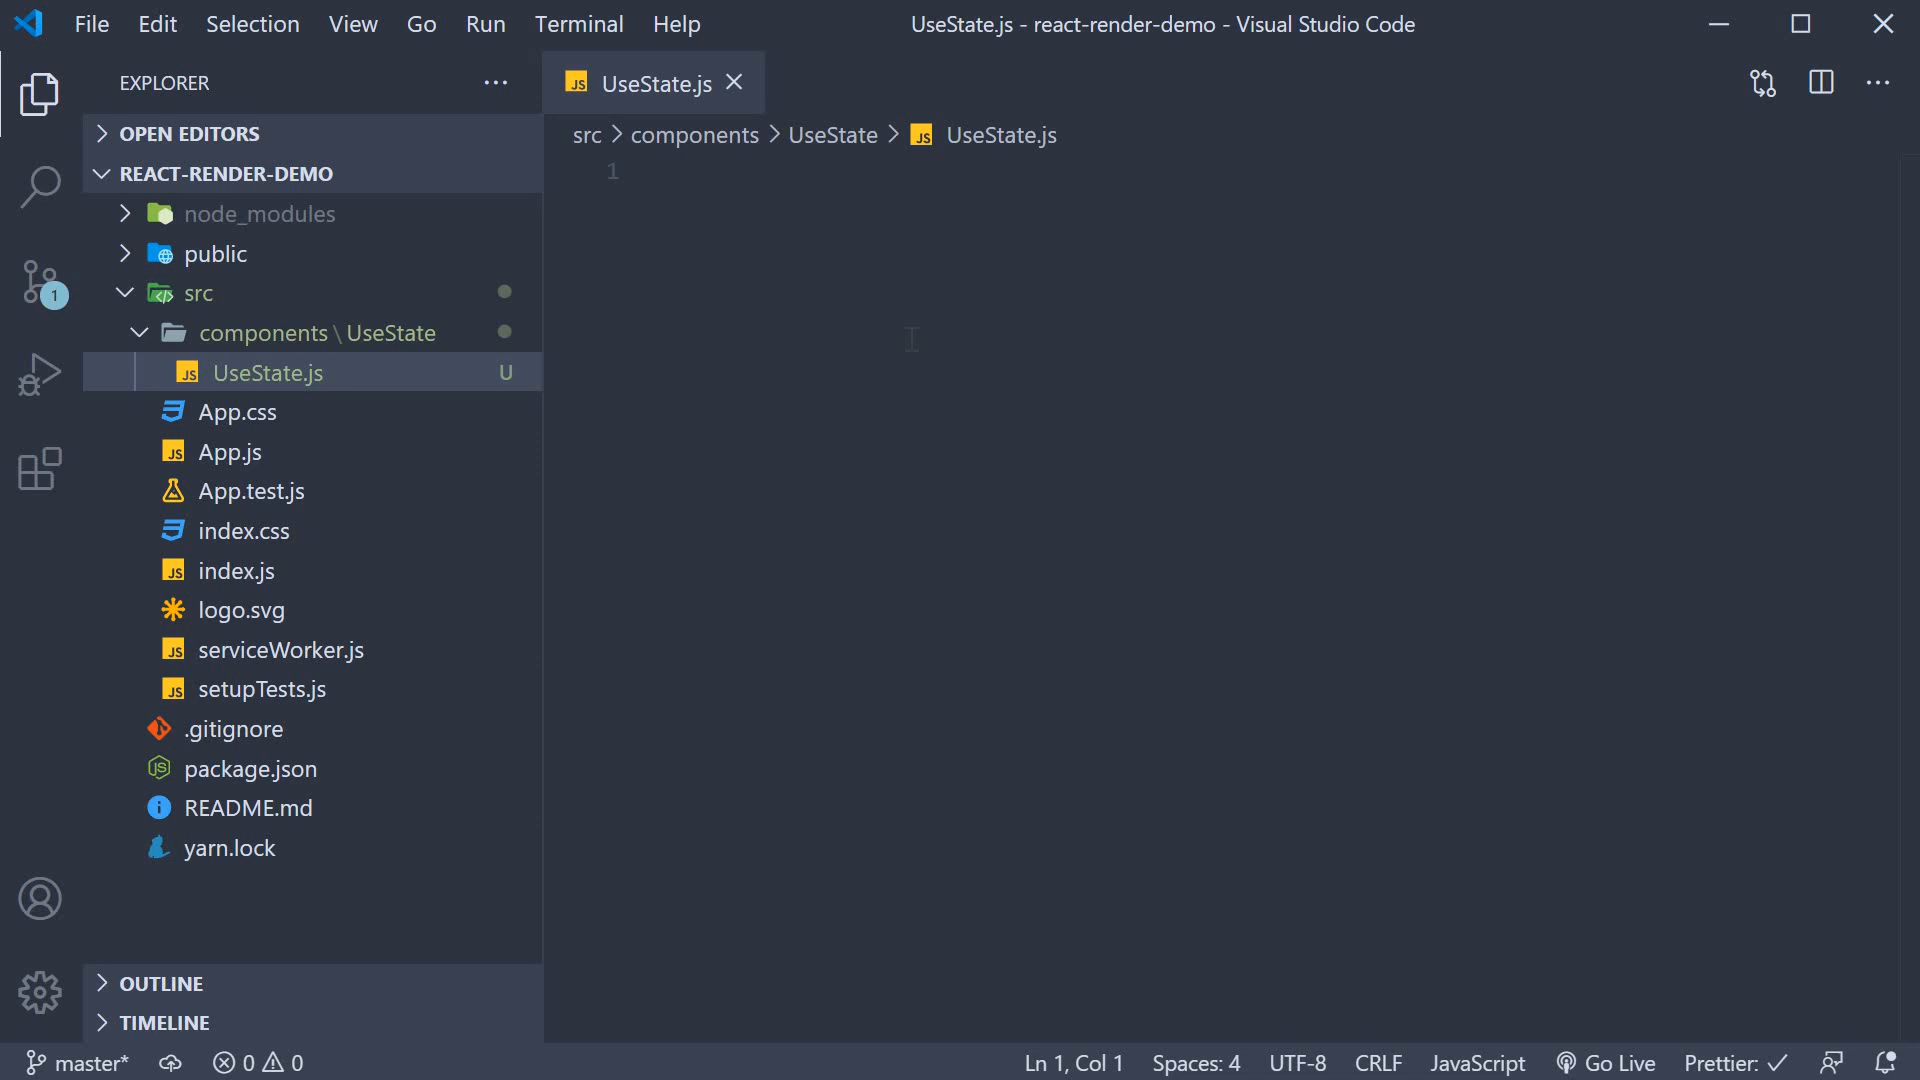 File Edit Selection View Go Run Terminal Help
UseState.js - react-render-demo - Visual Studio Code
EXPLORER
OPEN EDITORS
REACT-RENDER-DEMO
node_modules
public
src
components\UseState
UseState.js U
App.css
App.js
App.test.js
index.css
index.js
logo.svg
serviceWorker.js
setupTests.js
.gitignore
package.json
README.md
yarn.lock
OUTLINE
TIMELINE
1
UseState.js
src > components > UseState > JS UseState.js
1
master* 0 0
Ln 1, Col 1 Spaces: 4 UTF-8 CRLF JavaScript Go Live Prettier: ✓